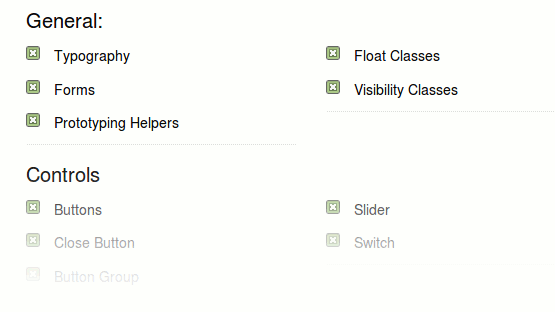 General:
Typography
Float Classes
Forms
Visibility Classes
Prototyping Helpers
Controls
Buttons
Slider
Close Button
Switch
Button Group